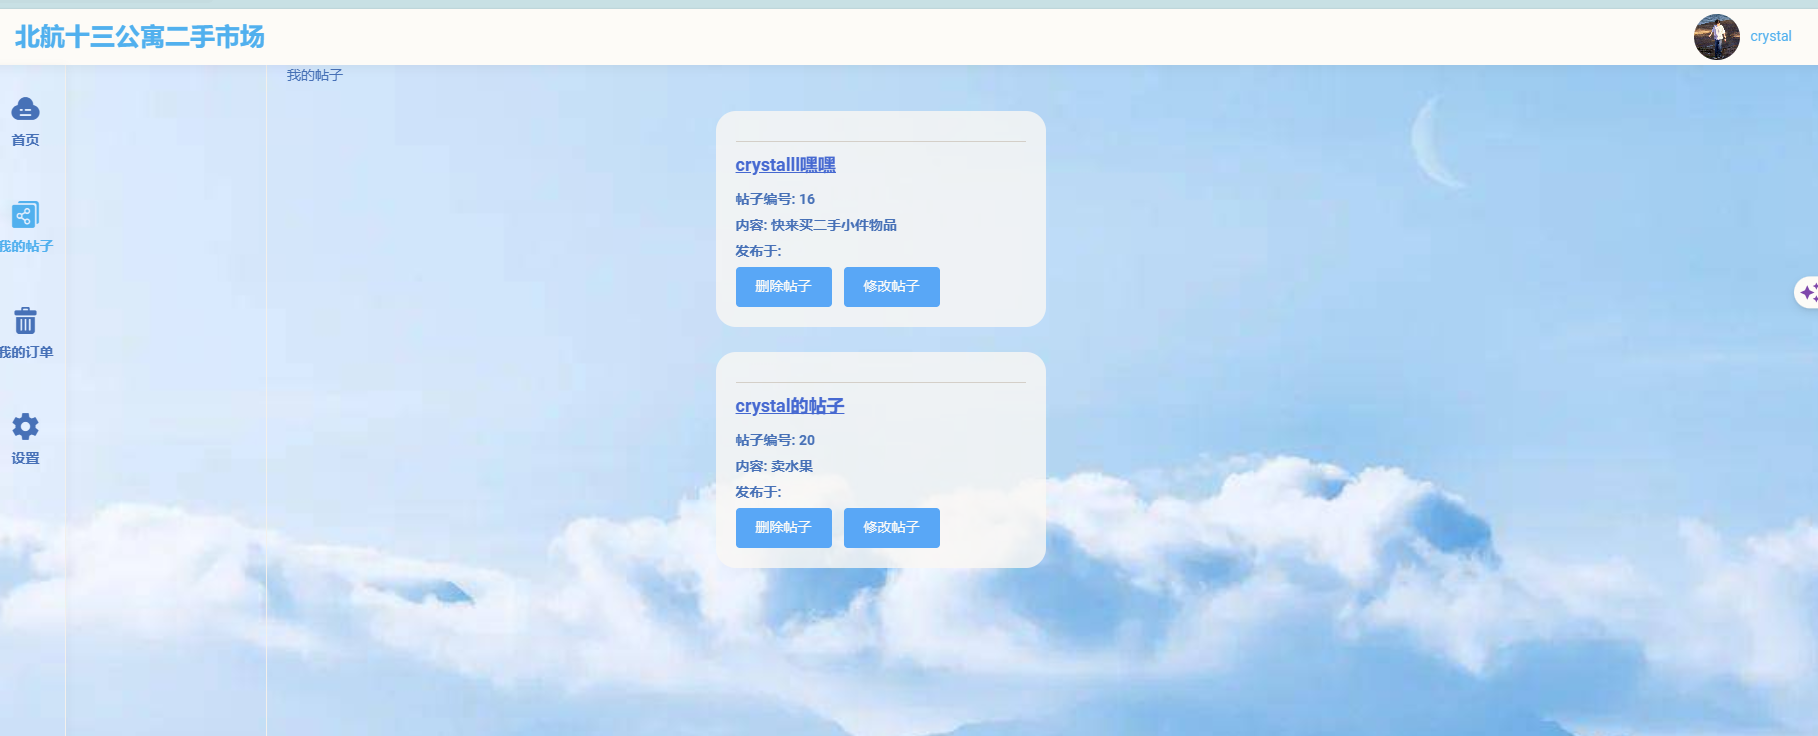 北航十三公寓二手市场
crystal
首页
我的帖子
我的订单
设置
我的帖子
crystalll嘿嘿
帖子编号: 16
内容: 快来买二手小件物品
发布于:
删除帖子 修改帖子
crystal的帖子
帖子编号: 20
内容: 卖水果
发布于:
删除帖子 修改帖子